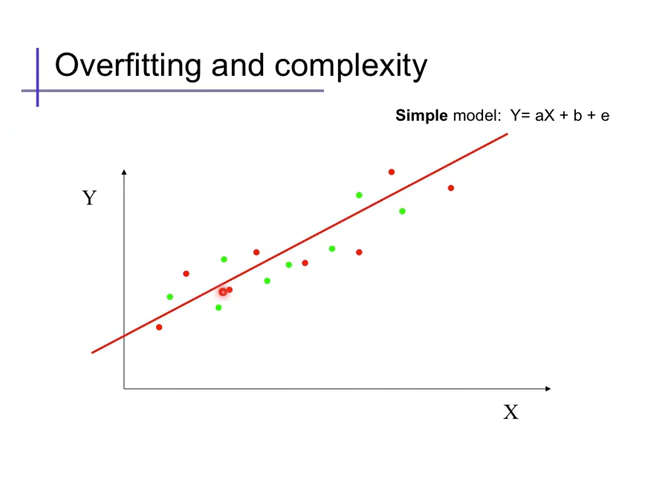 Overfitting and complexity
Simple model:  Y= aX + b + e
Y
X